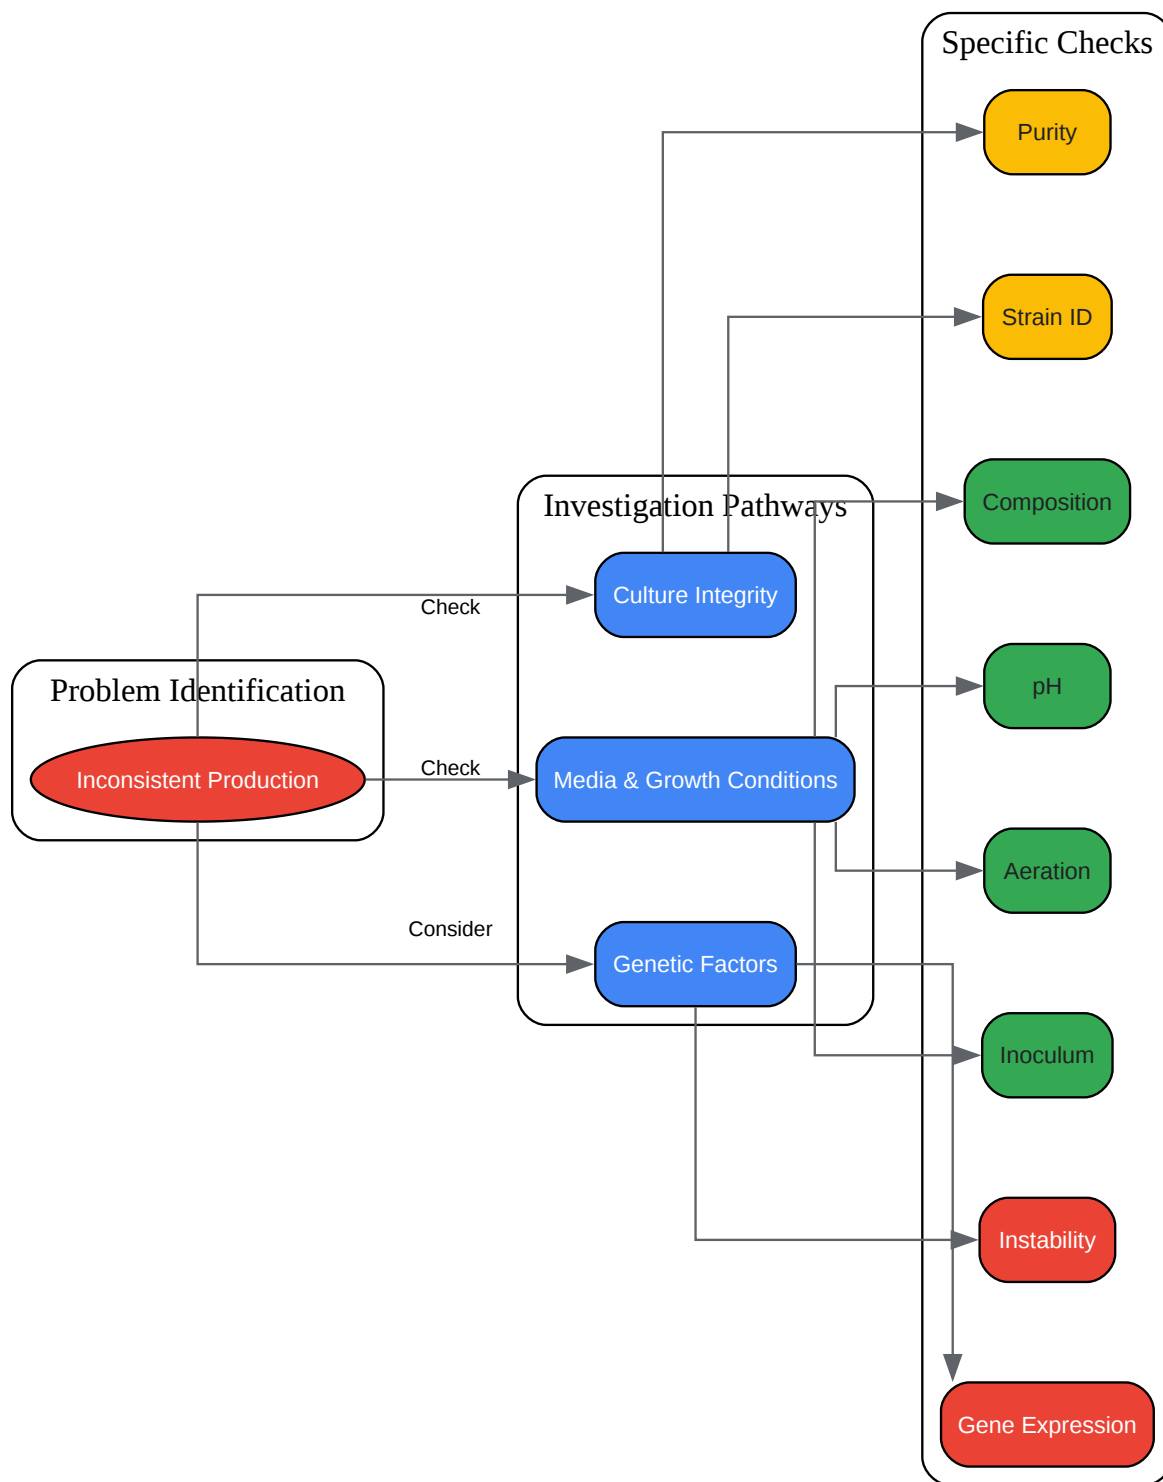 Specific Checks
Purity
Strain ID
Composition
pH
Aeration
Inoculum
Instability
Gene Expression
Investigation Pathways
Culture Integrity
Media & Growth Conditions
Genetic Factors
Problem Identification
Inconsistent Production
Check
Check
Consider